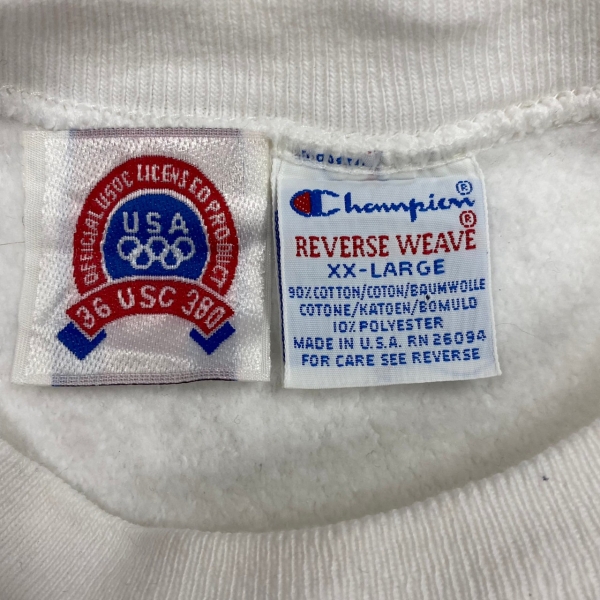 OFFICIAL USOC LICENSED PRODUCT
USA
36 USC 380
Champion®
REVERSE WEAVE®
XX-LARGE
90% COTTON/COTON/BAUMWOLLE
COTONE/KATOEN/BOMULD
10% POLYESTER
MADE IN U.S.A. RN 26094
FOR CARE SEE REVERSE